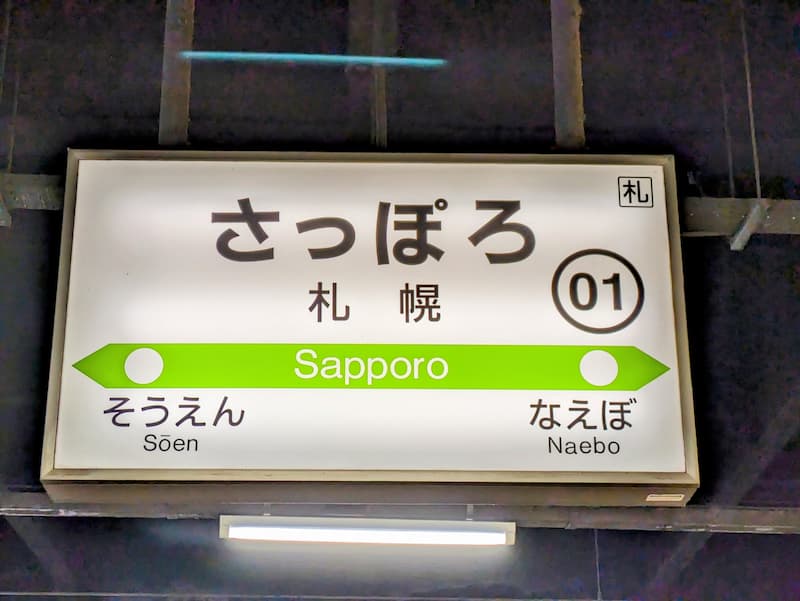 札
さっぽろ
札幌
01
Sapporo
そうえん
Sōen
なえぼ
Naebo